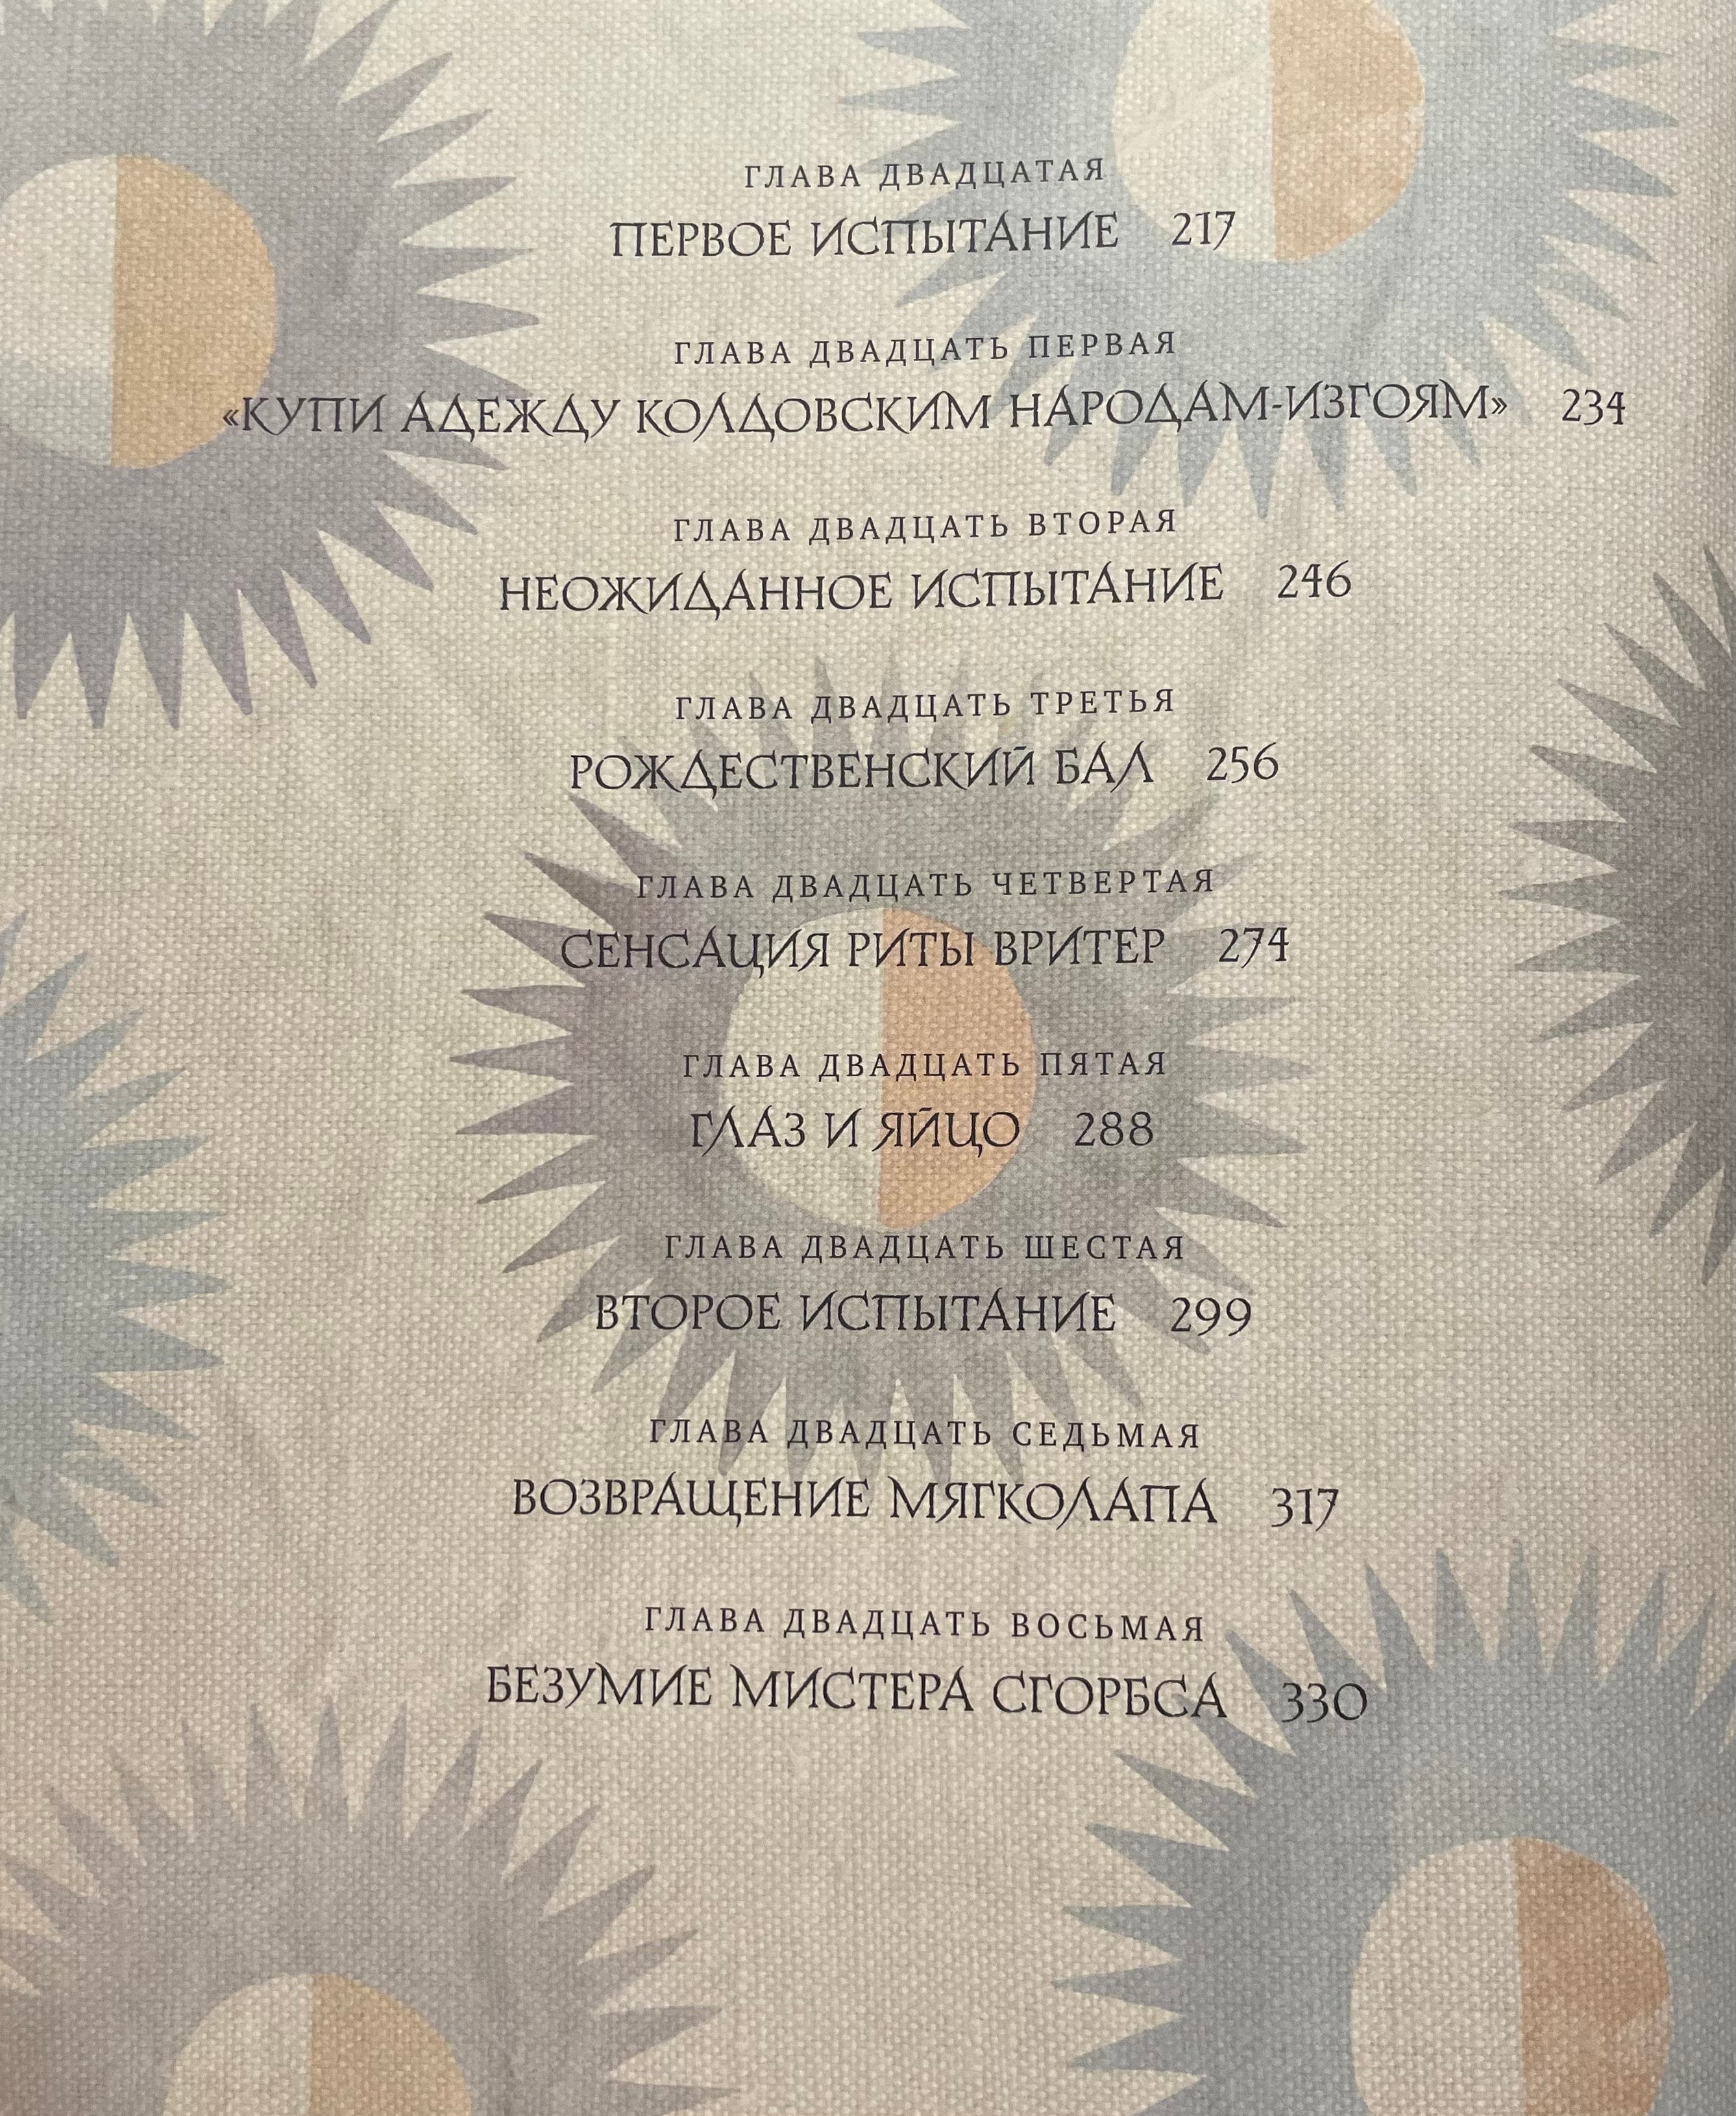 ГЛАВА ДВАДЦАТАЯ
ПЕРВОЕ ИСПЫТАНИЕ 217
ГЛАВА ДВАДЦАТЬ ПЕРВАЯ
«КУПИ АДЕЖДУ КОЛДОВСКИМ НАРОДАМ-ИЗГОЯМ» 234
ГЛАВА ДВАДЦАТЬ ВТОРАЯ
НЕОЖИДАННОЕ ИСПЫТАНИЕ 246
ГЛАВА ДВАДЦАТЬ ТРЕТЬЯ
РОЖДЕСТВЕНСКИЙ БАЛ 256
ГЛАВА ДВАДЦАТЬ ЧЕТВЕРТАЯ
СЕНСАЦИЯ РИТЫ ВРИТЕР 274
ГЛАВА ДВАДЦАТЬ ПЯТАЯ
ГЛАЗ И ЯЙЦО 288
ГЛАВА ДВАДЦАТЬ ШЕСТАЯ
ВТОРОЕ ИСПЫТАНИЕ 299
ГЛАВА ДВАДЦАТЬ СЕДЬМАЯ
ВОЗВРАЩЕНИЕ МЯГКОЛАПА 317
ГЛАВА ДВАДЦАТЬ ВОСЬМАЯ
БЕЗУМИЕ МИСТЕРА СГОРБСА 330